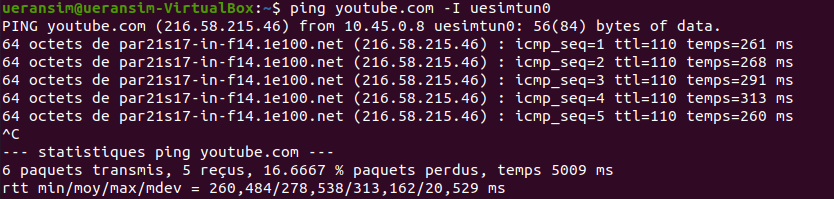 ueransim@ueransim-VirtualBox:~$ ping youtube.com -I uesimtun0
PING youtube.com (216.58.215.46) from 10.45.0.8 uesimtun0: 56(84) bytes of data.
64 octets de par21s17-in-f14.1e100.net (216.58.215.46) : icmp_seq=1 ttl=110 temps=261 ms
64 octets de par21s17-in-f14.1e100.net (216.58.215.46) : icmp_seq=2 ttl=110 temps=268 ms
64 octets de par21s17-in-f14.1e100.net (216.58.215.46) : icmp_seq=3 ttl=110 temps=291 ms
64 octets de par21s17-in-f14.1e100.net (216.58.215.46) : icmp_seq=4 ttl=110 temps=313 ms
64 octets de par21s17-in-f14.1e100.net (216.58.215.46) : icmp_seq=5 ttl=110 temps=260 ms
^C
--- statistiques ping youtube.com ---
6 paquets transmis, 5 reçus, 16.6667 % paquets perdus, temps 5009 ms
rtt min/moy/max/mdev = 260,484/278,538/313,162/20,529 ms